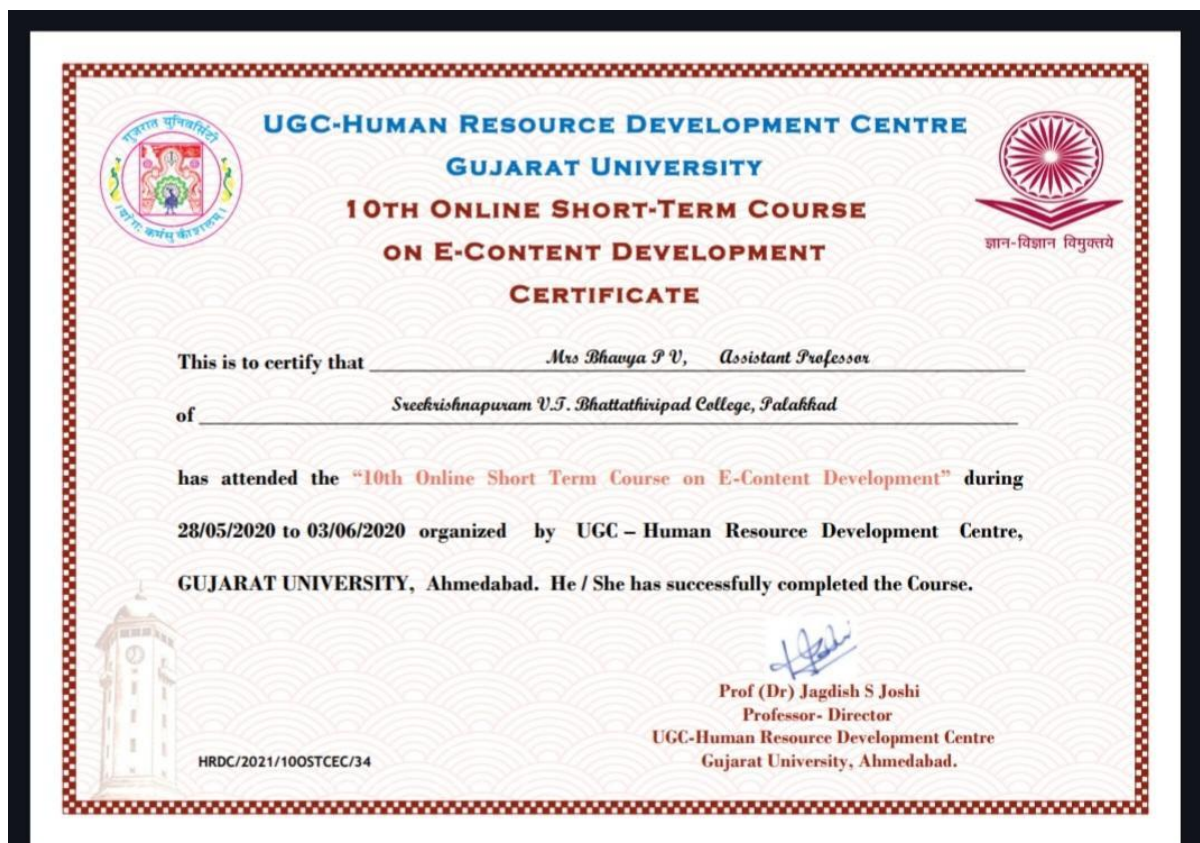 गुजरात युनिवर्सिटी
UGC-HUMAN RESOURCE DEVELOPMENT CENTRE
GUJARAT UNIVERSITY
10TH ONLINE SHORT-TERM COURSE
ON E-CONTENT DEVELOPMENT
CERTIFICATE
ज्ञान-विज्ञान विमुक्तये
This is to certify that Mrs Bhavya P V, Assistant Professor
of Sreekrishnapuram V.T. Bhattathiripad College, Palakkad
has attended the “10th Online Short Term Course on E-Content Development” during
28/05/2020 to 03/06/2020 organized by UGC – Human Resource Development Centre,
GUJARAT UNIVERSITY, Ahmedabad. He / She has successfully completed the Course.
Prof (Dr) Jagdish S Joshi
Professor- Director
UGC-Human Resource Development Centre
Gujarat University, Ahmedabad.
HRDC/2021/10OSTCEC/34